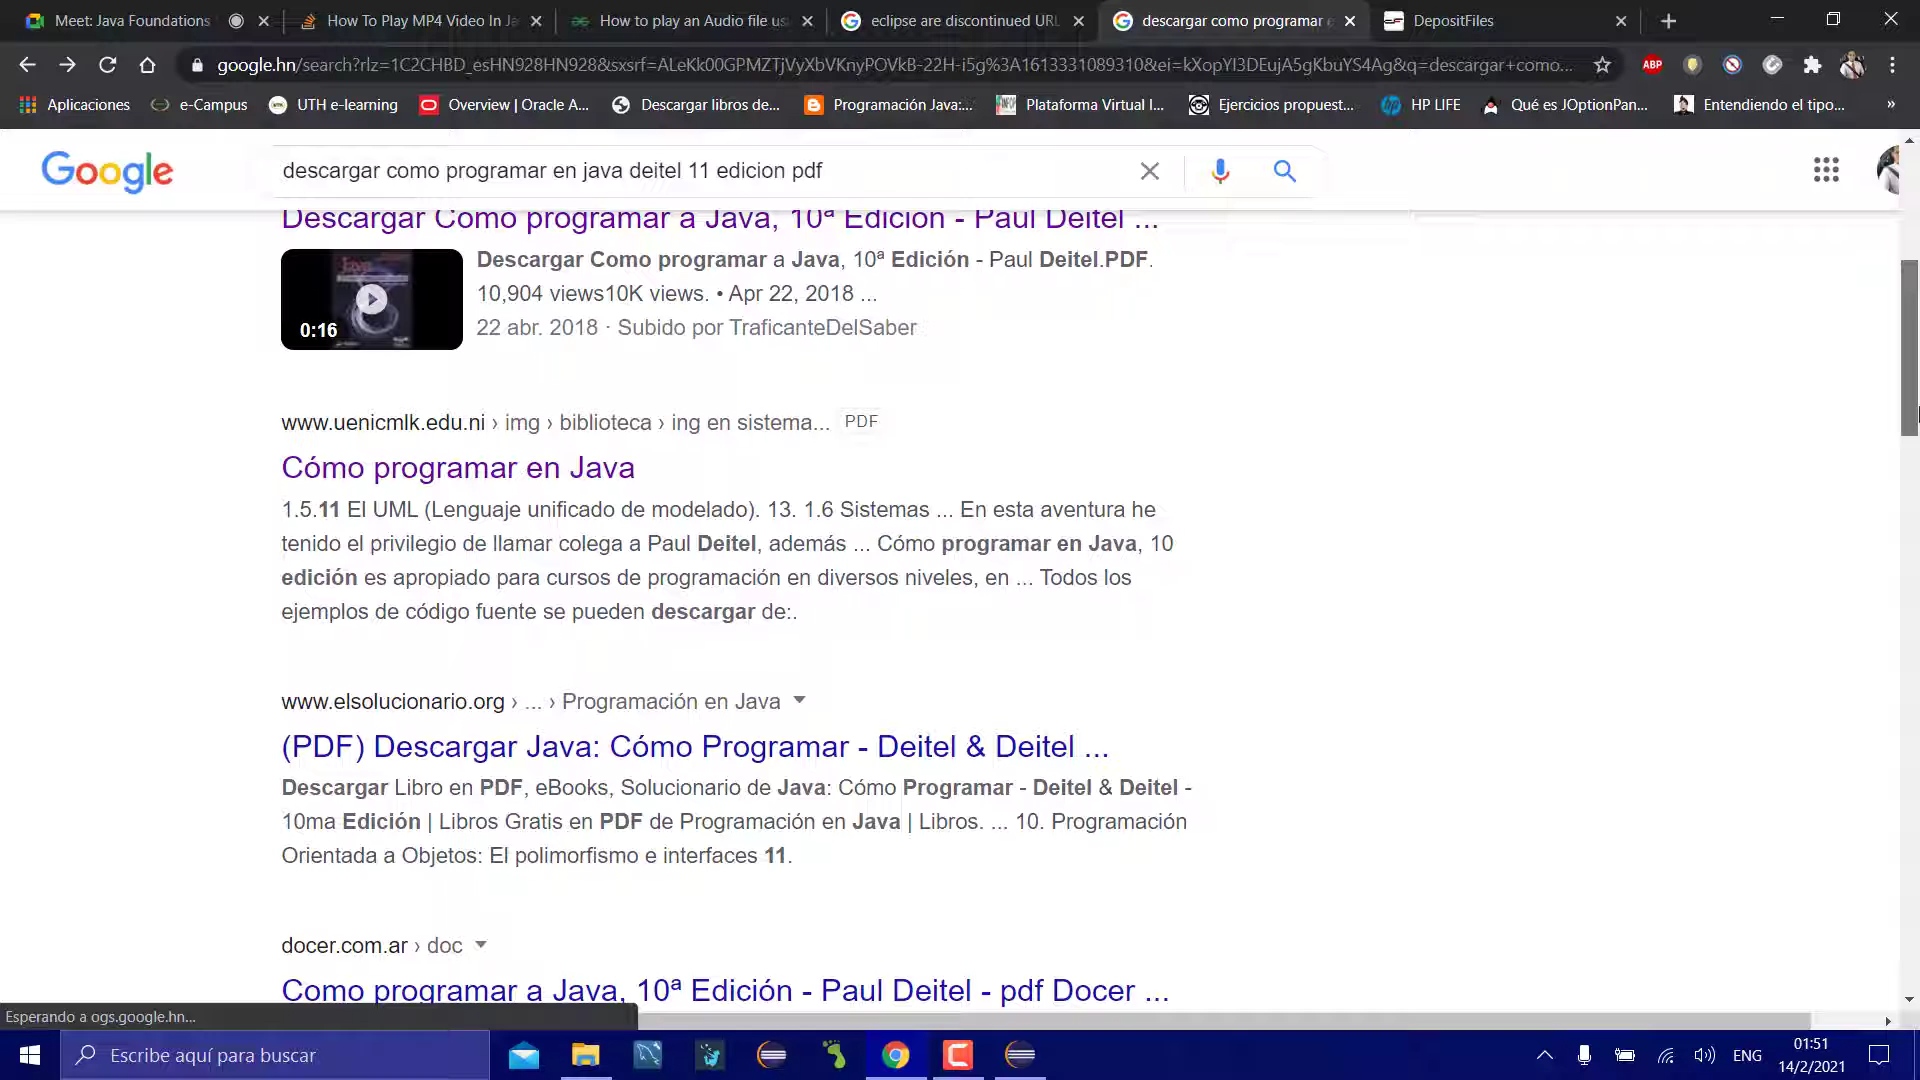 Meet: Java Foundations
How To Play MP4 Video In Ja
How to play an Audio file us
eclipse are discontinued URL
descargar como programar e
DepositFiles
google.hn/search?rlz=1C2CHBD_esHN928HN928&sxsrf=ALeKk00GPMZTjVyXbVKnyPOVkB-22H-i5g%3A1613331089310&ei=kXopYI3DEujA5gKbuYS4Ag&q=descargar+como...
ABP
Aplicaciones
e-Campus
UTH e-learning
Overview | Oracle A...
Descargar libros de...
Programación Java:...
Plataforma Virtual I...
Ejercicios propuest...
HP LIFE
Qué es JOptionPan...
Entendiendo el tipo...
»
Google
descargar como programar en java deitel 11 edicion pdf
Descargar Como programar a Java, 10ª Edición - Paul Deitel ...
Descargar Como programar a Java, 10ª Edición - Paul Deitel.PDF.
10,904 views10K views. • Apr 22, 2018 ...
0:16
22 abr. 2018 · Subido por TraficanteDelSaber
www.uenicmlk.edu.ni › img › biblioteca › ing en sistema... PDF
Cómo programar en Java
1.5.11 El UML (Lenguaje unificado de modelado). 13. 1.6 Sistemas ... En esta aventura he
tenido el privilegio de llamar colega a Paul Deitel, además ... Cómo programar en Java, 10
edición es apropiado para cursos de programación en diversos niveles, en ... Todos los
ejemplos de código fuente se pueden descargar de:.
www.elsolucionario.org › ... › Programación en Java
(PDF) Descargar Java: Cómo Programar - Deitel & Deitel ...
Descargar Libro en PDF, eBooks, Solucionario de Java: Cómo Programar - Deitel & Deitel -
10ma Edición | Libros Gratis en PDF de Programación en Java | Libros. ... 10. Programación
Orientada a Objetos: El polimorfismo e interfaces 11.
docer.com.ar › doc
Como programar a Java, 10ª Edición - Paul Deitel - pdf Docer ...
Esperando a ogs.google.hn...
Escribe aquí para buscar
ENG
01:51
14/2/2021